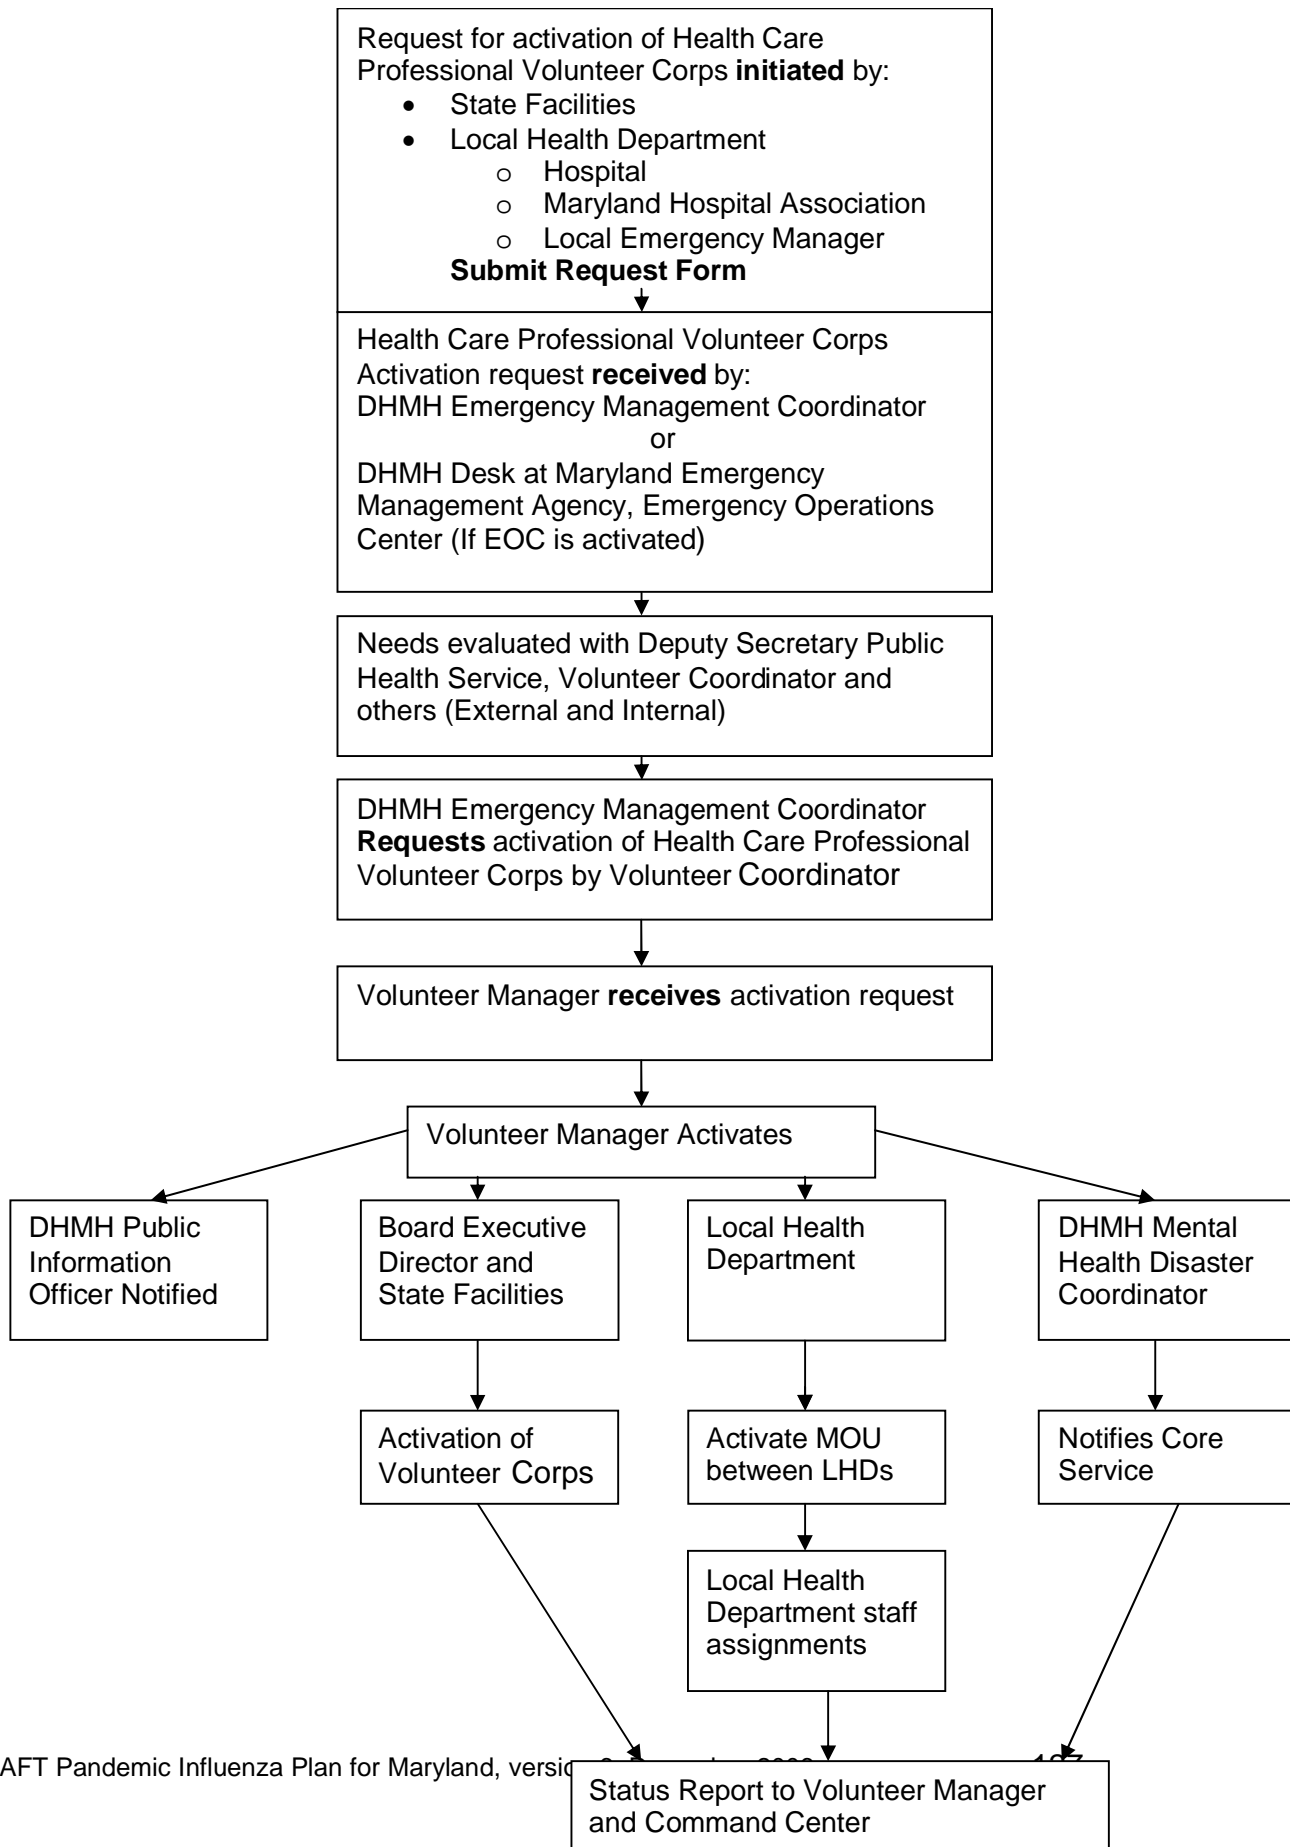 Request for activation of Health Care
Professional Volunteer Corps initiated by:
• State Facilities
• Local Health Department
o Hospital
o Maryland Hospital Association
o Local Emergency Manager
Submit Request Form
Health Care Professional Volunteer Corps
Activation request received by:
DHMH Emergency Management Coordinator
or
DHMH Desk at Maryland Emergency
Management Agency, Emergency Operations
Center (If EOC is activated)
Needs evaluated with Deputy Secretary Public
Health Service, Volunteer Coordinator and
others (External and Internal)
DHMH Emergency Management Coordinator
Requests activation of Health Care Professional
Volunteer Corps by Volunteer Coordinator
Volunteer Manager receives activation request
Volunteer Manager Activates
DHMH Public
Information
Officer Notified
Board Executive
Director and
State Facilities
Local Health
Department
DHMH Mental
Health Disaster
Coordinator
Activation of
Volunteer Corps
Activate MOU
between LHDs
Notifies Core
Service
Local Health
Department staff
assignments
AFT Pandemic Influenza Plan for Maryland,
Status Report to Volunteer Manager
and Command Center